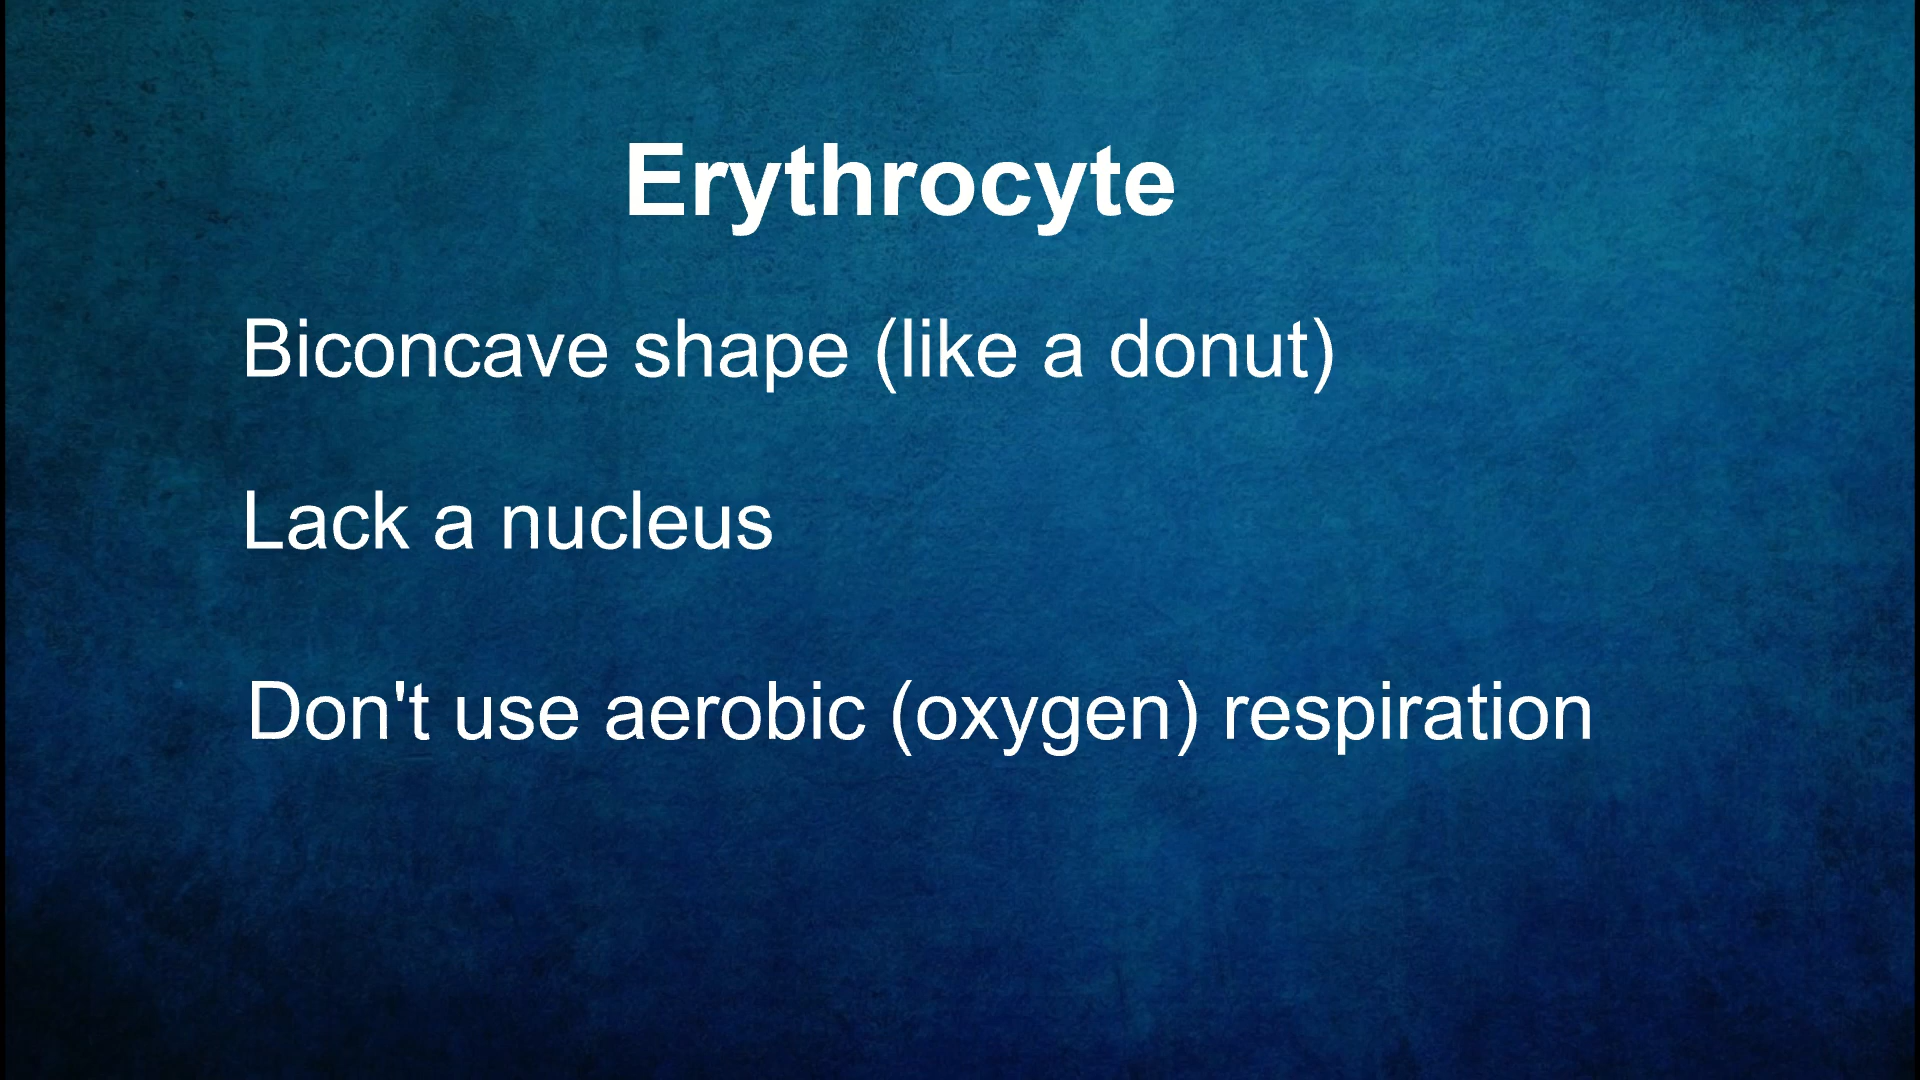 Erythrocyte
Biconcave shape (like a donut)
Lack a nucleus
Don't use aerobic (oxygen) respiration